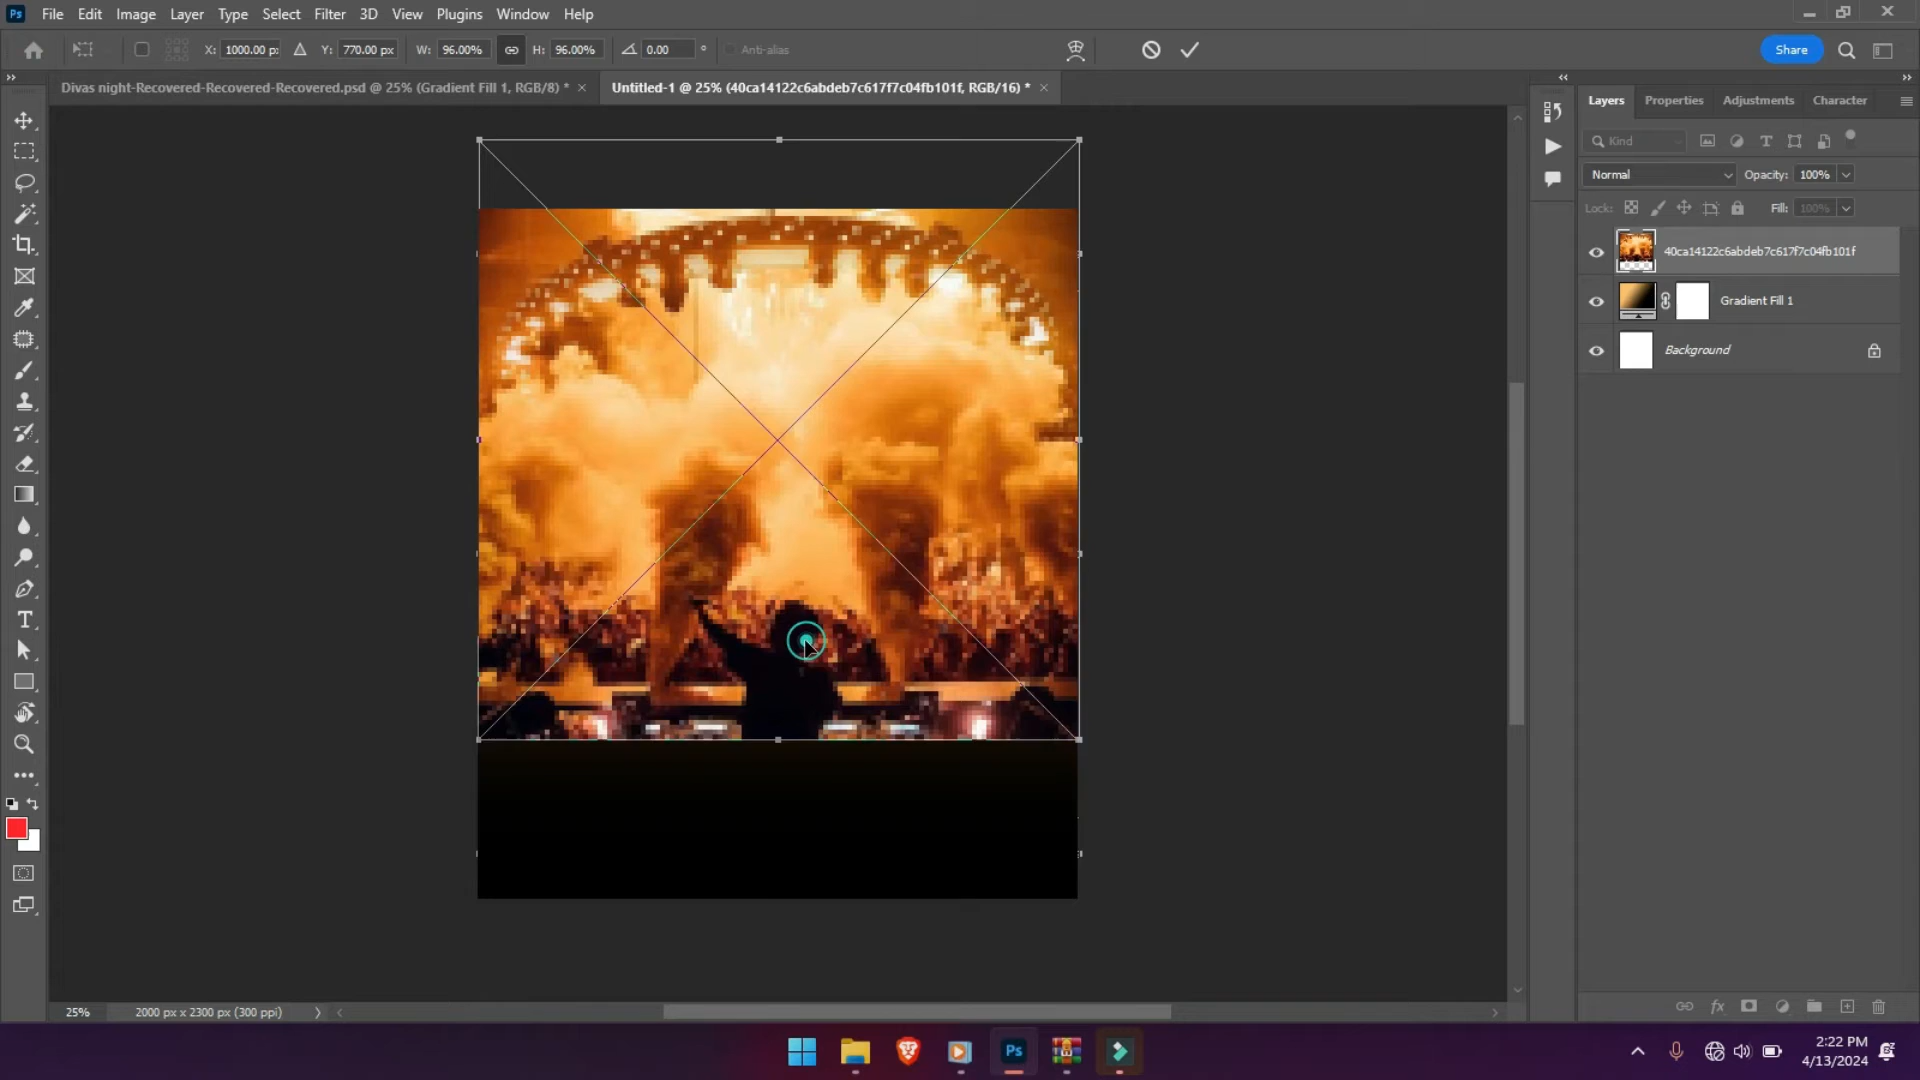 Ps File Edit Image Layer Type Select Filter 3D View Plugins Window Help
X: 1000.00 p: Y: 770.00 px W: 96.00% H: 96.00% 0.00 ° Anti-alias Share
Divas night-Recovered-Recovered-Recovered.psd @ 25% (Gradient Fill 1, RGB/8) * × Untitled-1 @ 25% (40ca14122c6abdeb7c617f7c04fb101f, RGB/16) * ×
Layers Properties Adjustments Character
Kind
Normal Opacity: 100%
Lock: Fill: 100%
40ca14122c6abdeb7c617f7c04fb101f
Gradient Fill 1
Background
25% 2000 px x 2300 px (300 ppi)
Ps
2:22 PM
4/13/2024